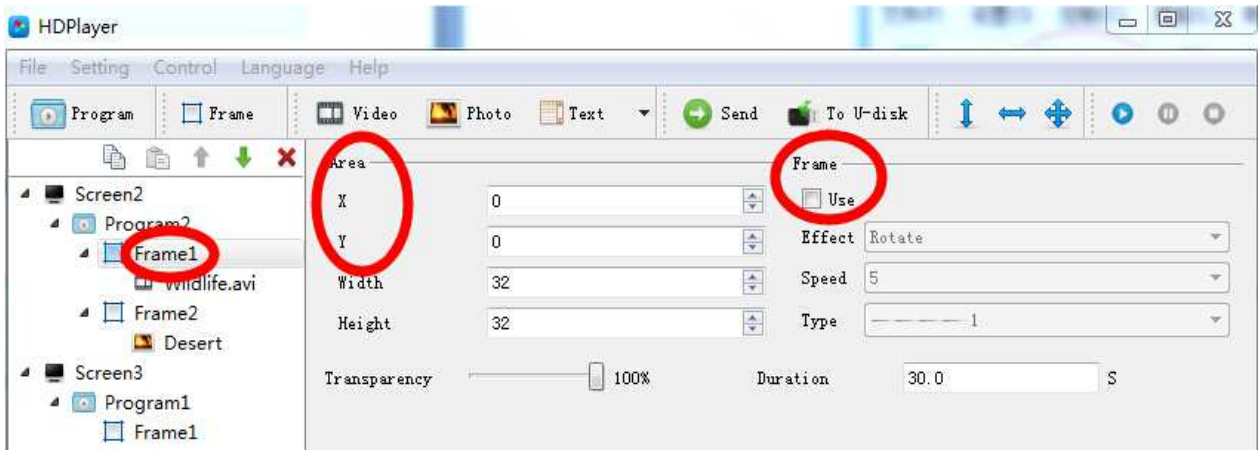 HDPlayer
File Setting Control Language Help
Program Frame Video Photo Text Send To U-disk
Area Frame
Screen2 X 0 Use
Program2 Y 0 Effect Rotate
Frame1 Width 32 Speed 5
Wildlife.avi
Frame2 Height 32 Type 1
Desert
Screen3 Transparency 100% Duration 30.0 S
Program1
Frame1